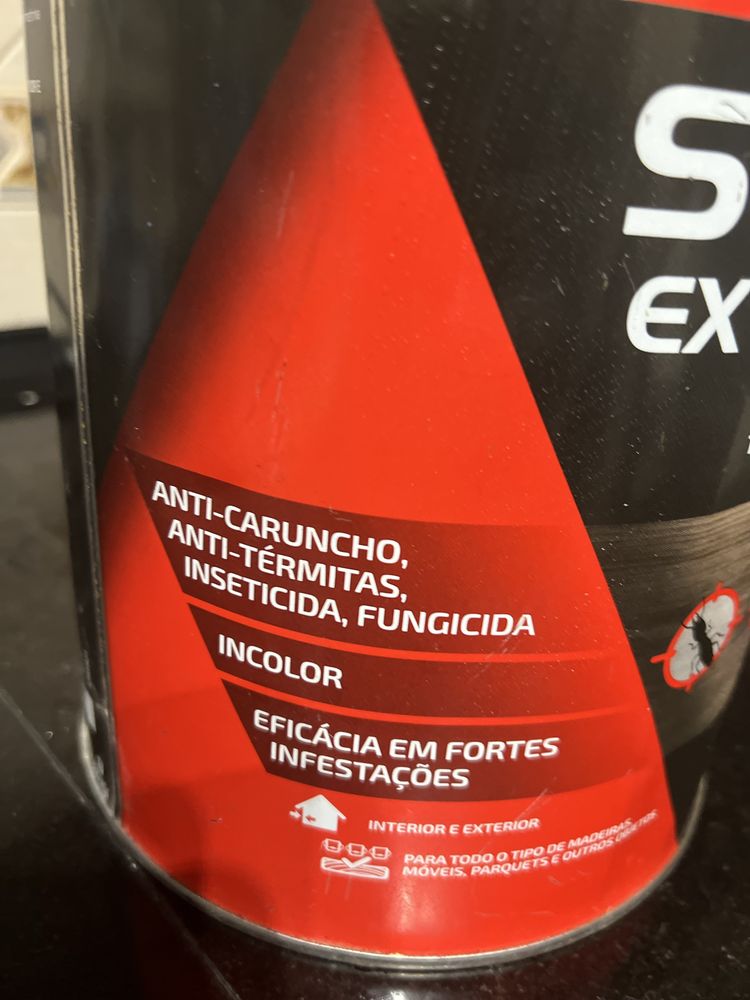 S
EX
ANTI-CARUNCHO,
ANTI-TÉRMITAS,
INSETICIDA, FUNGICIDA
INCOLOR
EFICÁCIA EM FORTES
INFESTAÇÕES
INTERIOR E EXTERIOR
PARA TODO O TIPO DE MADEIRAS,
MÓVEIS, PARQUETS E OUTROS OBJETOS